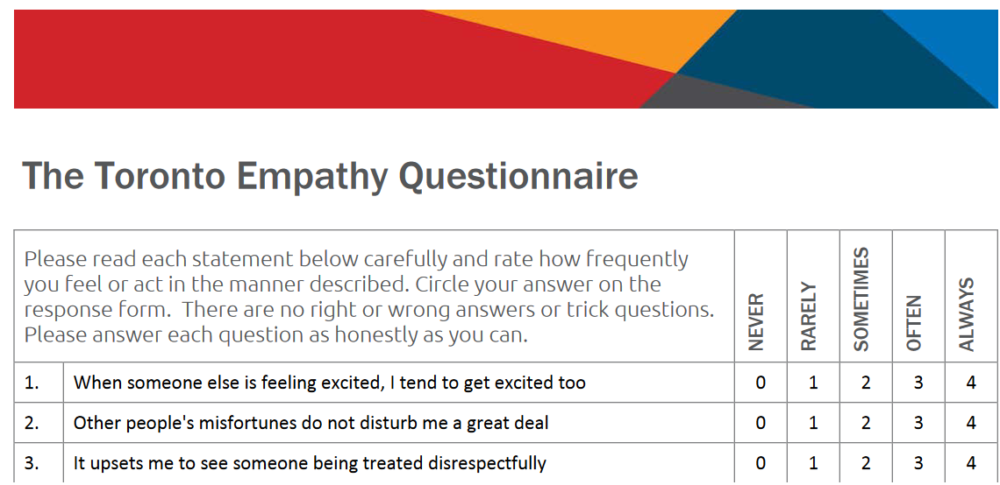 The Toronto Empathy Questionnaire
Please read each statement below carefully and rate how frequently
you feel or act in the manner described. Circle your answer on the
response form.  There are no right or wrong answers or trick questions.
Please answer each question as honestly as you can.
NEVER
RARELY
SOMETIMES
OFTEN
ALWAYS
1. When someone else is feeling excited, I tend to get excited too 0 1 2 3 4
2. Other people's misfortunes do not disturb me a great deal 0 1 2 3 4
3. It upsets me to see someone being treated disrespectfully 0 1 2 3 4